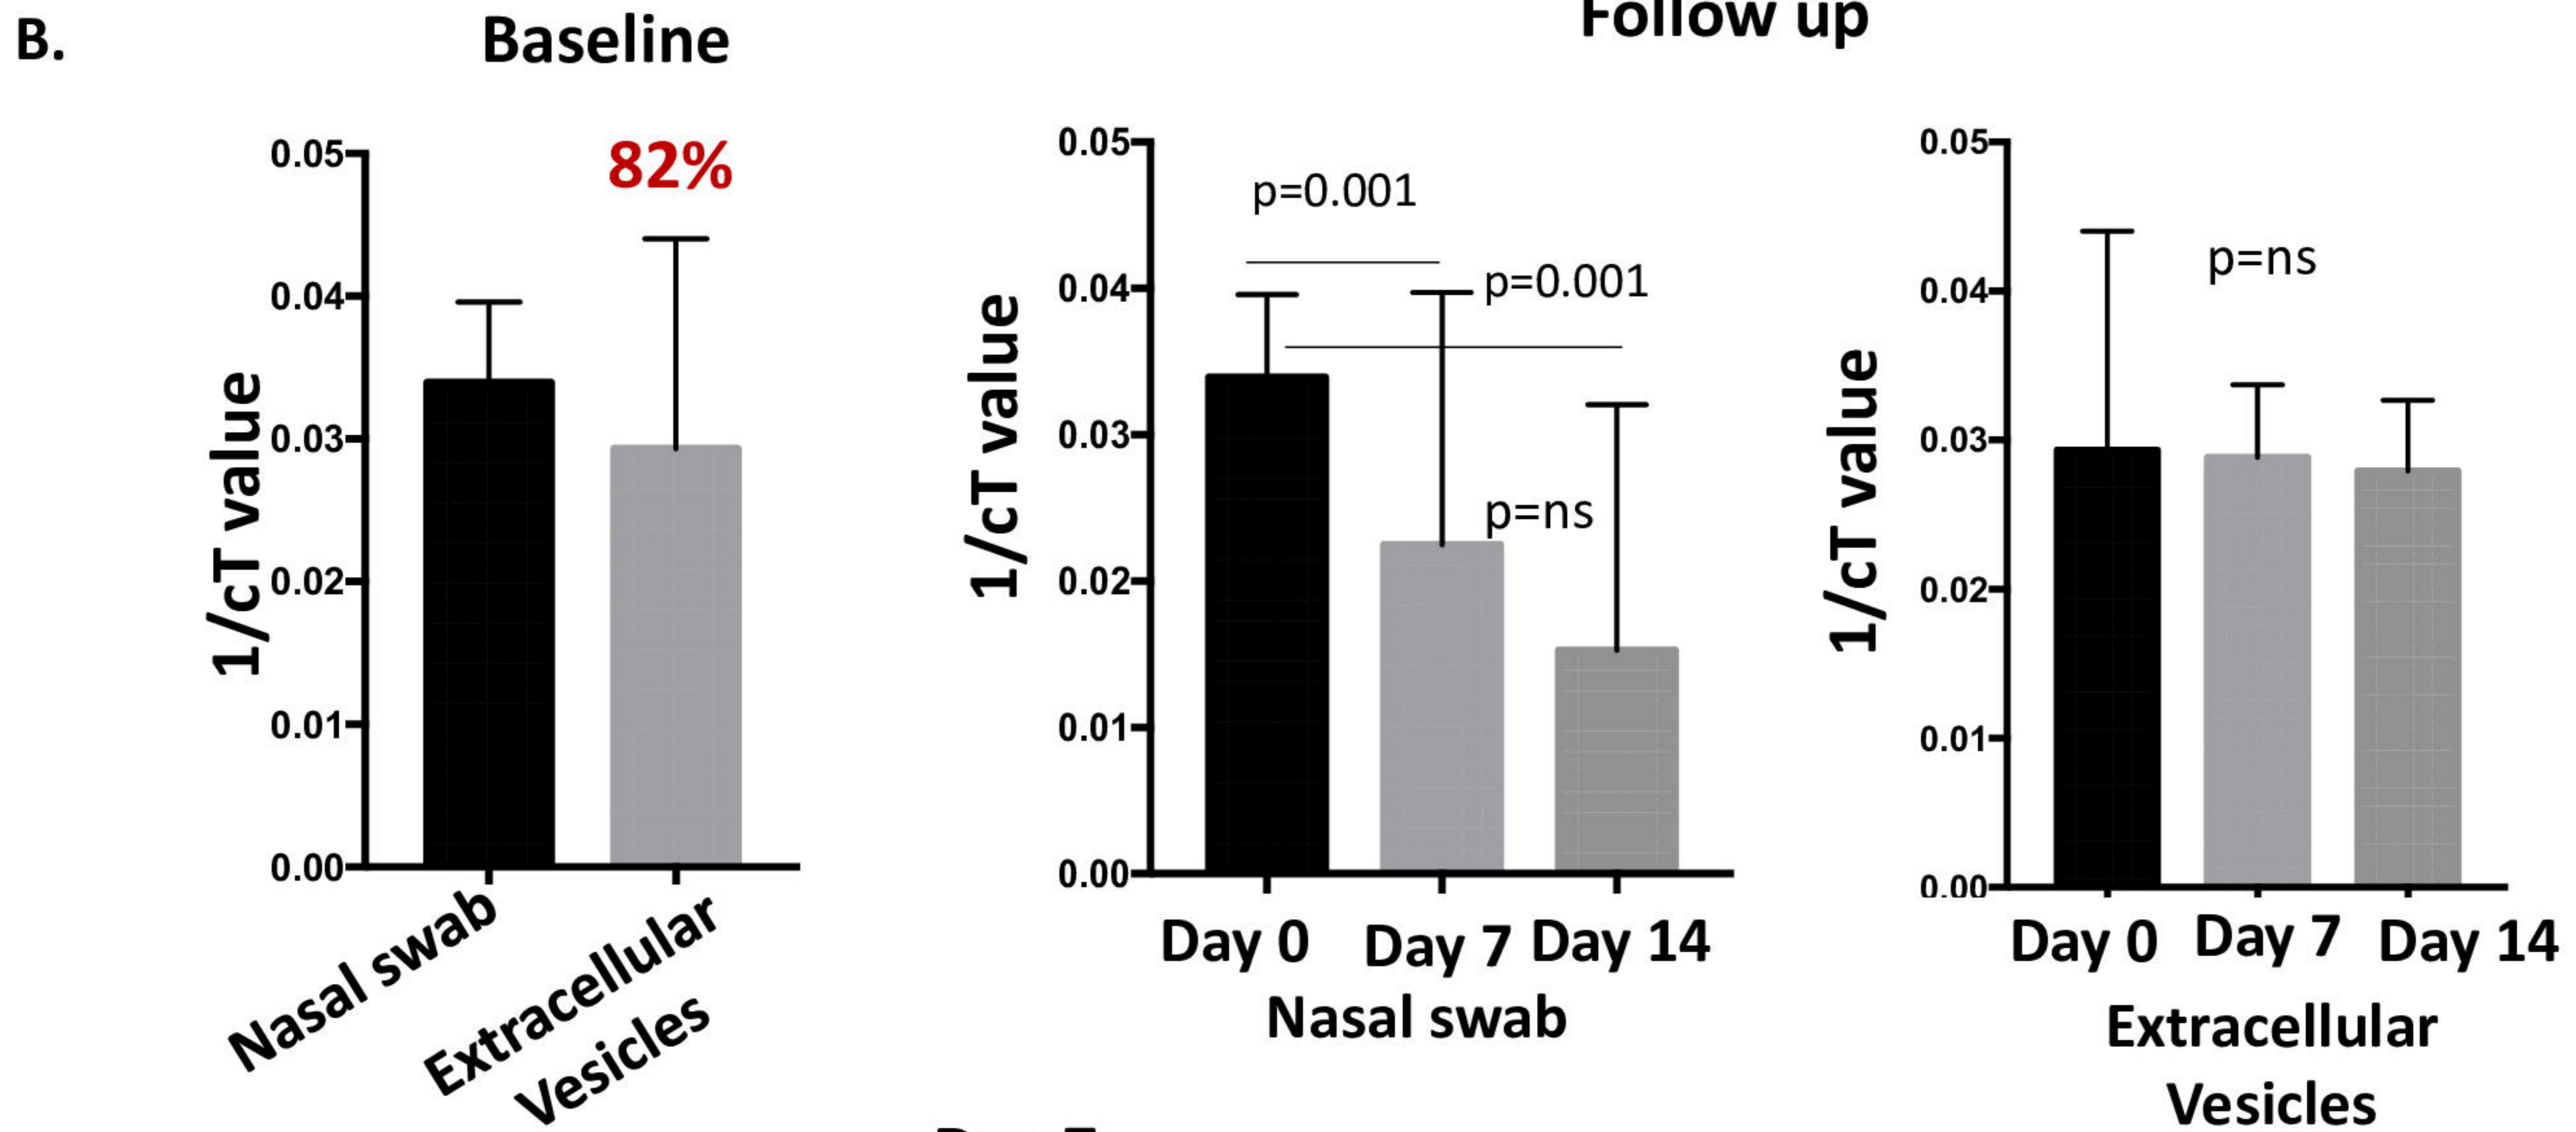 B.
Baseline
Follow up
82%
1/cT value
0.05
0.04
0.03
0.02
0.01
0.00
Nasal swab
Extracellular
Vesicles
1/cT value
0.05
0.04
0.03
0.02
0.01
0.00
p=0.001
p=0.001
p=ns
Day 0
Day 7
Day 14
Nasal swab
1/cT value
0.05
0.04
0.03
0.02
0.01
0.00
p=ns
Day 0
Day 7
Day 14
Extracellular
Vesicles